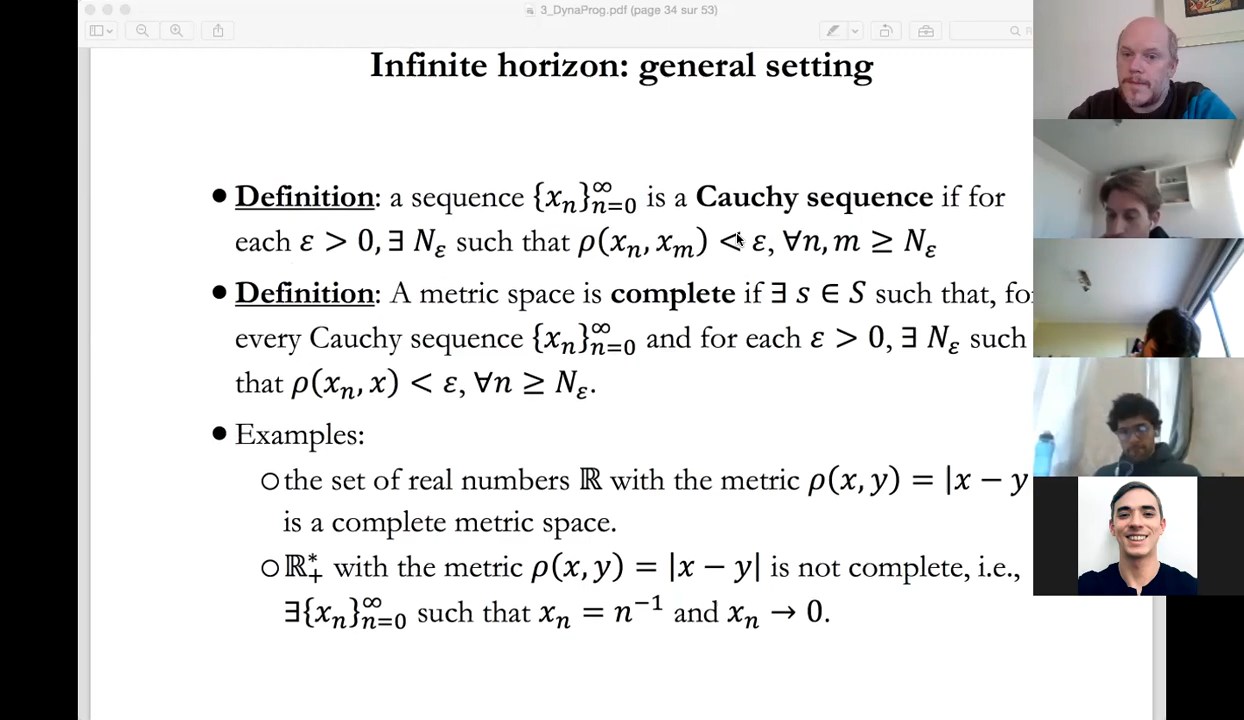 3_DynaProg.pdf (page 34 sur 53)
Infinite horizon: general setting
● Definition: a sequence {xₙ}∞ₙ₌₀ is a Cauchy sequence if for
each ε > 0, ∃ Nε such that ρ(xₙ, xₘ) < ε, ∀n, m ≥ Nε
● Definition: A metric space is complete if ∃ s ∈ S such that, fo
every Cauchy sequence {xₙ}∞ₙ₌₀ and for each ε > 0, ∃ Nε such
that ρ(xₙ, x) < ε, ∀n ≥ Nε.
● Examples:
○ the set of real numbers ℝ with the metric ρ(x, y) = |x − y
is a complete metric space.
○ ℝ₊* with the metric ρ(x, y) = |x − y| is not complete, i.e.,
∃{xₙ}∞ₙ₌₀ such that xₙ = n⁻¹ and xₙ → 0.